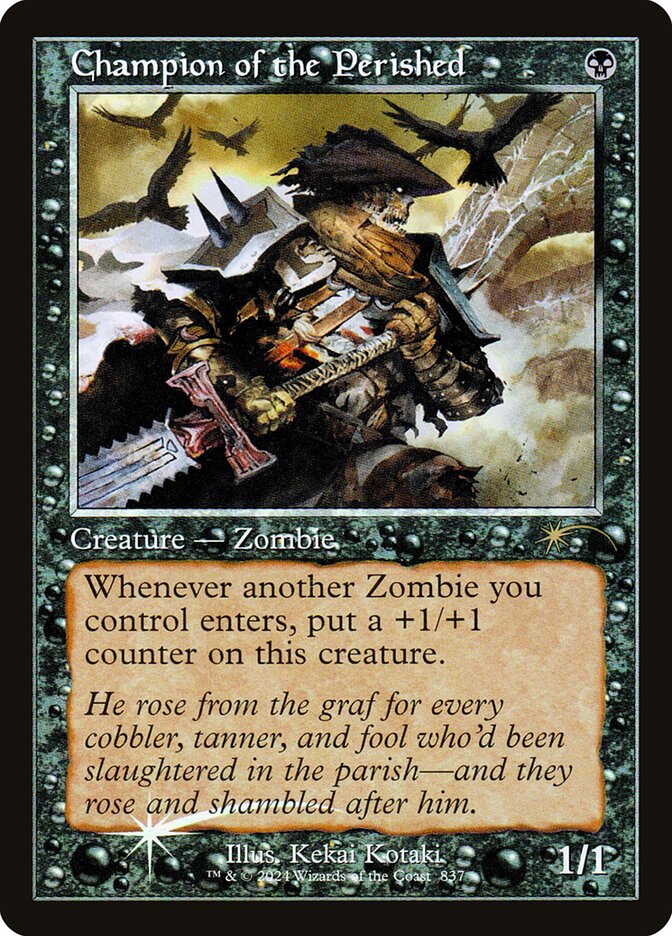 Champion of the Perished
Creature — Zombie
Whenever another Zombie you
control enters, put a +1/+1
counter on this creature.
He rose from the graf for every
cobbler, tanner, and fool who'd been
slaughtered in the parish—and they
rose and shambled after him.
Illus. Kekai Kotaki
™ & © 2024 Wizards of the Coast 837
1/1